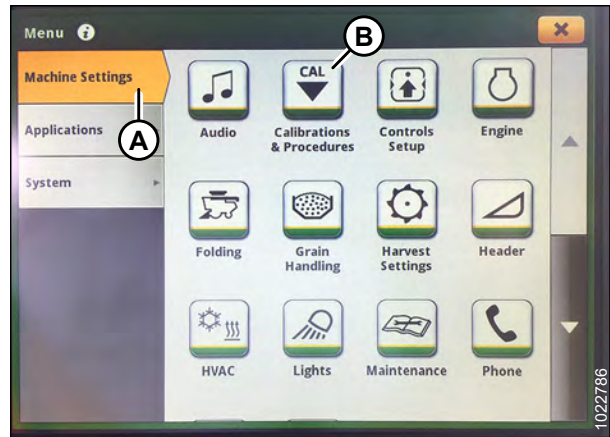 Menu i
Machine Settings
Applications
System
A
B
CAL
Audio
Calibrations
& Procedures
Controls
Setup
Engine
Folding
Grain
Handling
Harvest
Settings
Header
HVAC
Lights
Maintenance
Phone
1022786